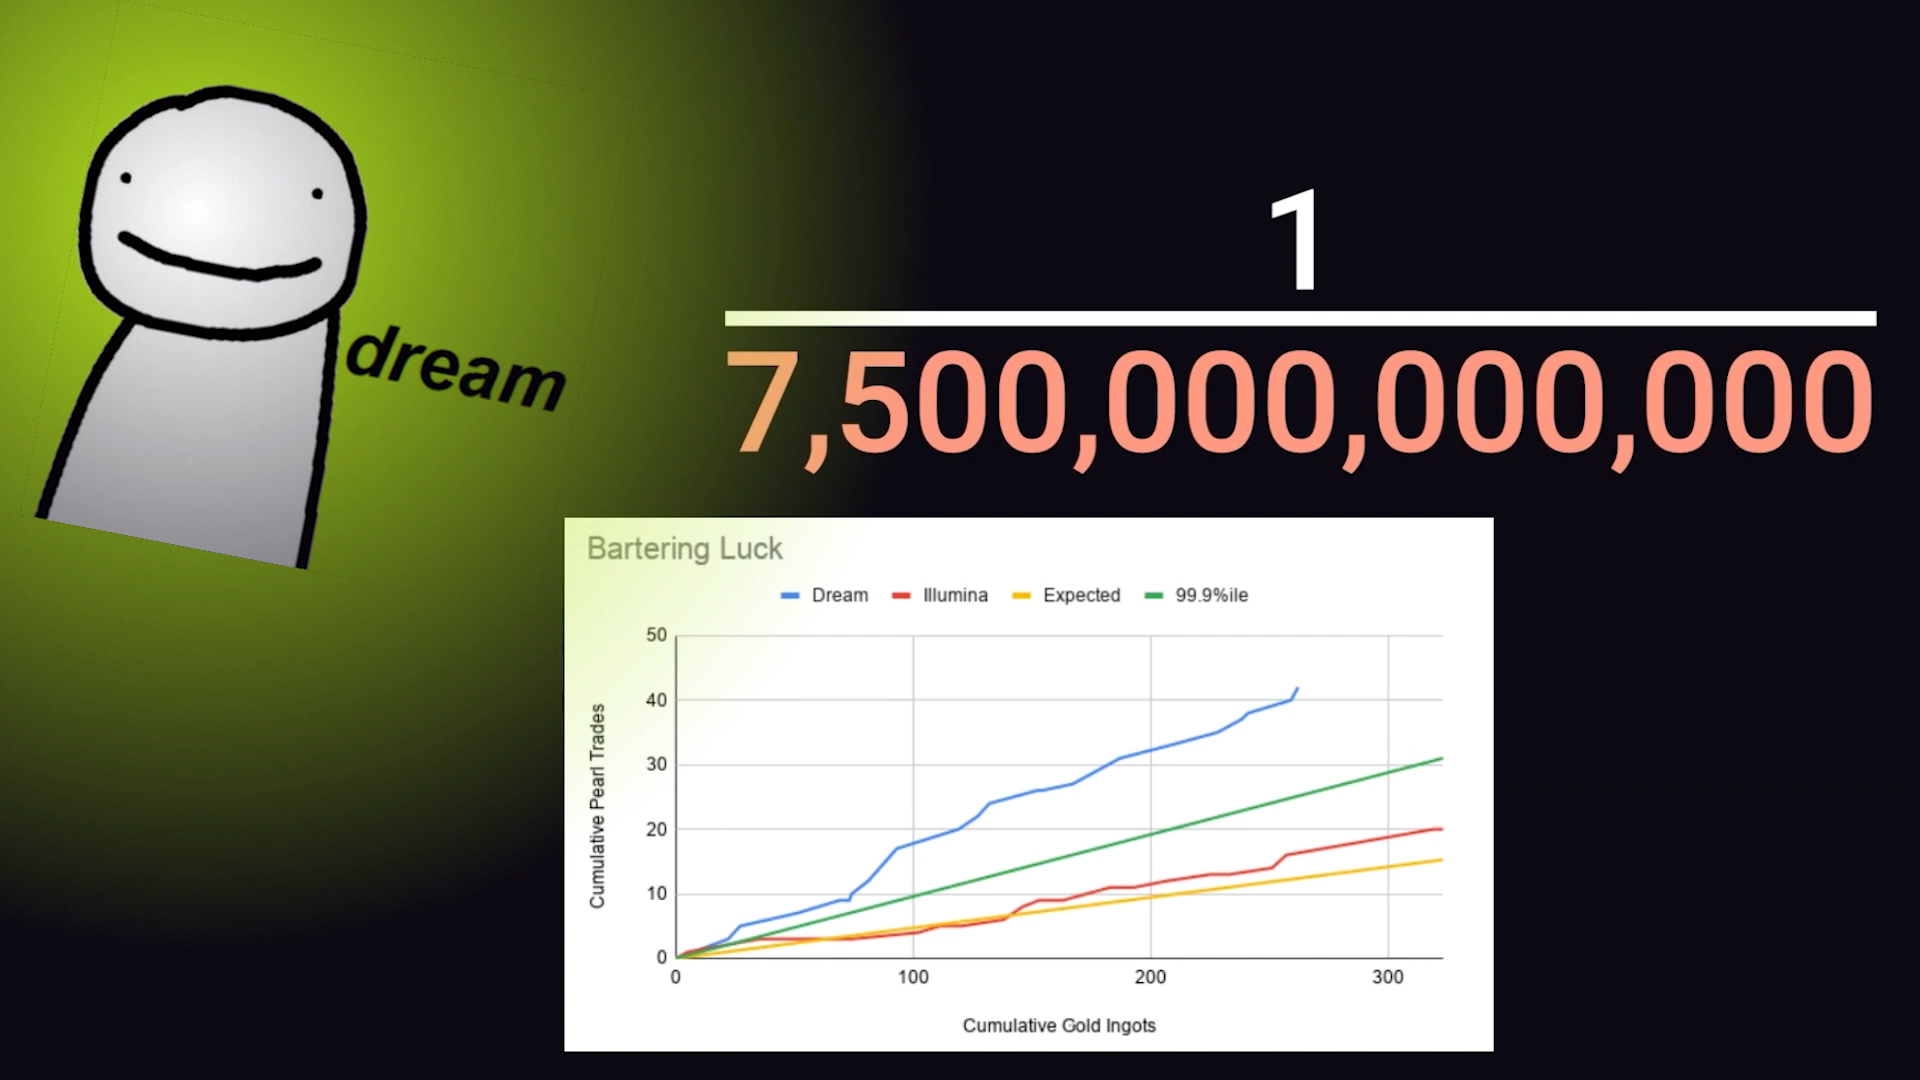 dream
1
7,500,000,000,000
Bartering Luck
Dream Illumina Expected 99.9%ile
Cumulative Pearl Trades
50
40
30
20
10
0
0 100 200 300
Cumulative Gold Ingots